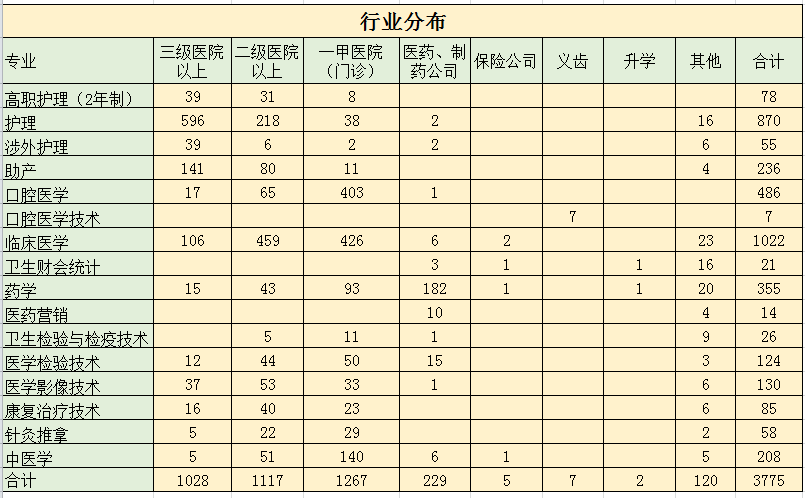 行业分布
专业 三级医院以上 二级医院以上 一甲医院（门诊） 医药、制药公司 保险公司 义齿 升学 其他 合计
高职护理（2年制） 39 31 8 78
护理 596 218 38 2 16 870
涉外护理 39 6 2 2 6 55
助产 141 80 11 4 236
口腔医学 17 65 403 1 486
口腔医学技术 7 7
临床医学 106 459 426 6 2 23 1022
卫生财会统计 3 1 1 16 21
药学 15 43 93 182 1 1 20 355
医药营销 10 4 14
卫生检验与检疫技术 5 11 1 9 26
医学检验技术 12 44 50 15 3 124
医学影像技术 37 53 33 1 6 130
康复治疗技术 16 40 23 6 85
针灸推拿 5 22 29 2 58
中医学 5 51 140 6 1 5 208
合计 1028 1117 1267 229 5 7 2 120 3775